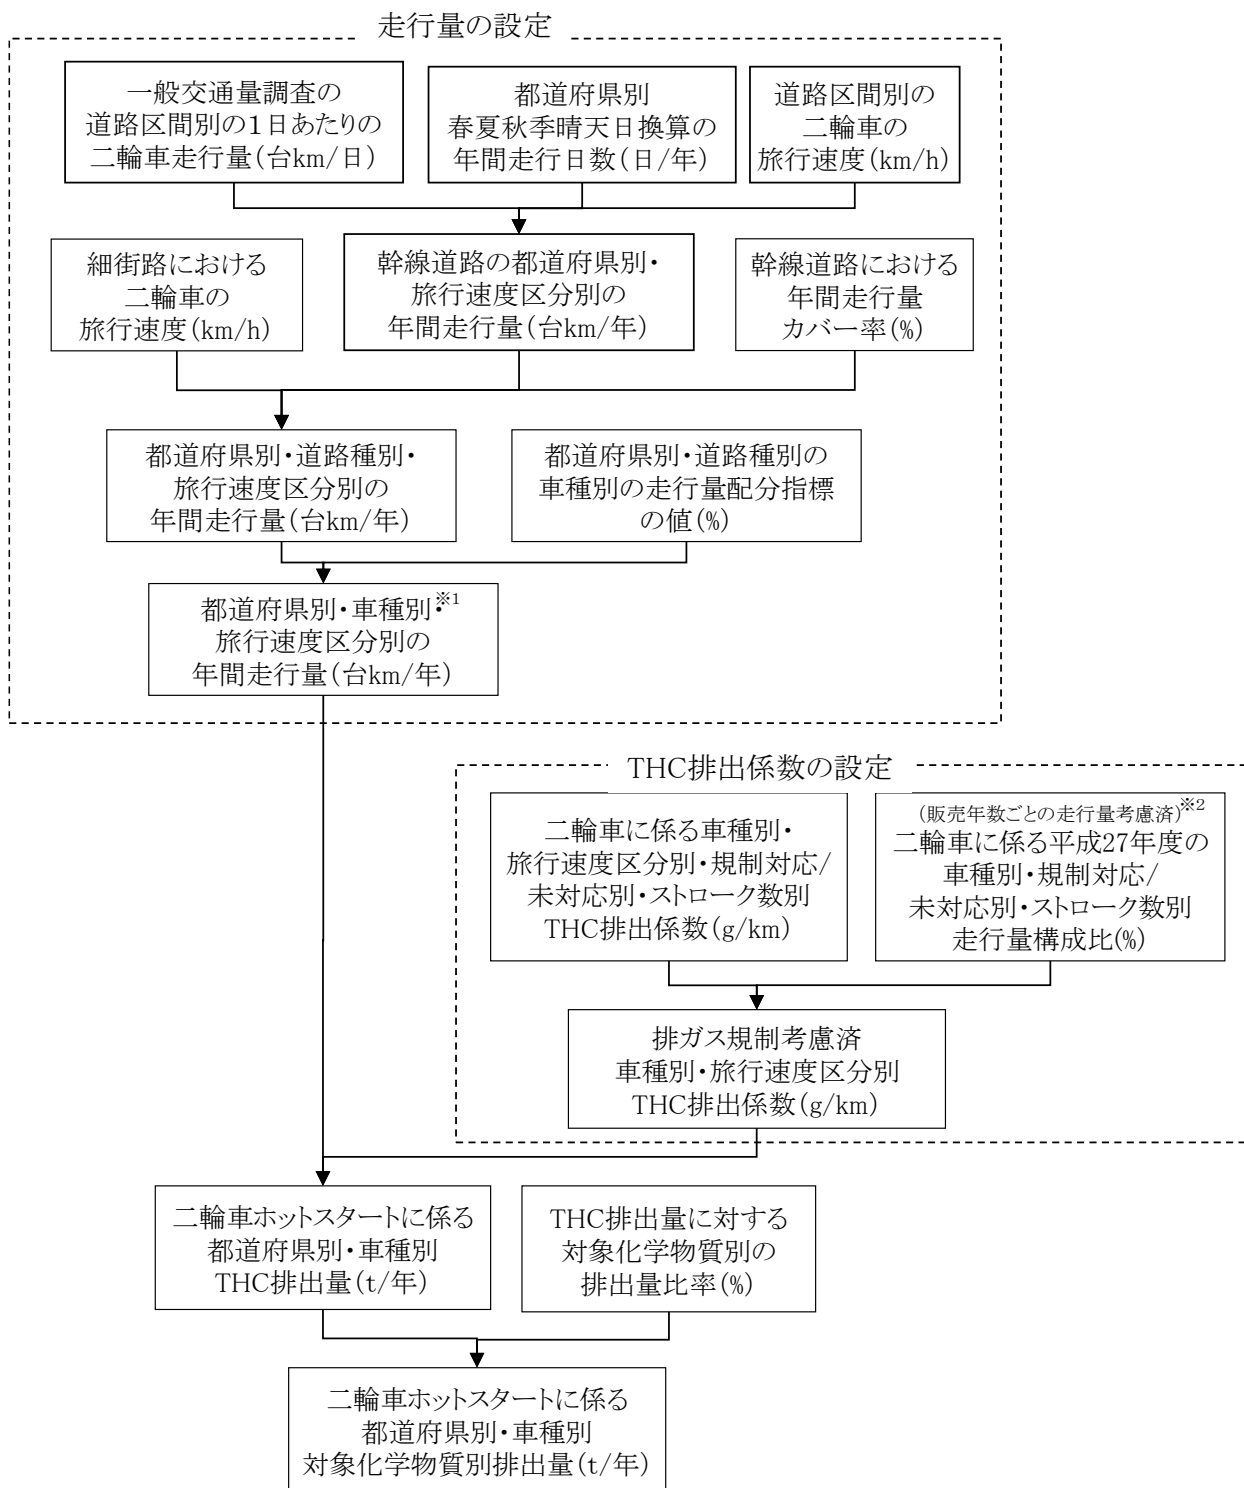 走行量の設定
一般交通量調査の
道路区間別の1日あたりの
二輪車走行量(台km/日)
都道府県別
春夏秋季晴天日換算の
年間走行日数(日/年)
道路区間別の
二輪車の
旅行速度(km/h)
細街路における
二輪車の
旅行速度(km/h)
幹線道路の都道府県別・
旅行速度区分別の
年間走行量(台km/年)
幹線道路における
年間走行量
カバー率(%)
都道府県別・道路種別・
旅行速度区分別の
年間走行量(台km/年)
都道府県別・道路種別の
車種別の走行量配分指標
の値(%)
都道府県別・車種別・※1
旅行速度区分別の
年間走行量(台km/年)
THC排出係数の設定
二輪車に係る車種別・
旅行速度区分別・規制対応/
未対応別・ストローク数別
THC排出係数(g/km)
(販売年数ごとの走行量考慮済)※2
二輪車に係る平成27年度の
車種別・規制対応/
未対応別・ストローク数別
走行量構成比(%)
排ガス規制考慮済
車種別・旅行速度区分別
THC排出係数(g/km)
二輪車ホットスタートに係る
都道府県別・車種別
THC排出量(t/年)
THC排出量に対する
対象化学物質別の
排出量比率(%)
二輪車ホットスタートに係る
都道府県別・車種別
対象化学物質別排出量(t/年)